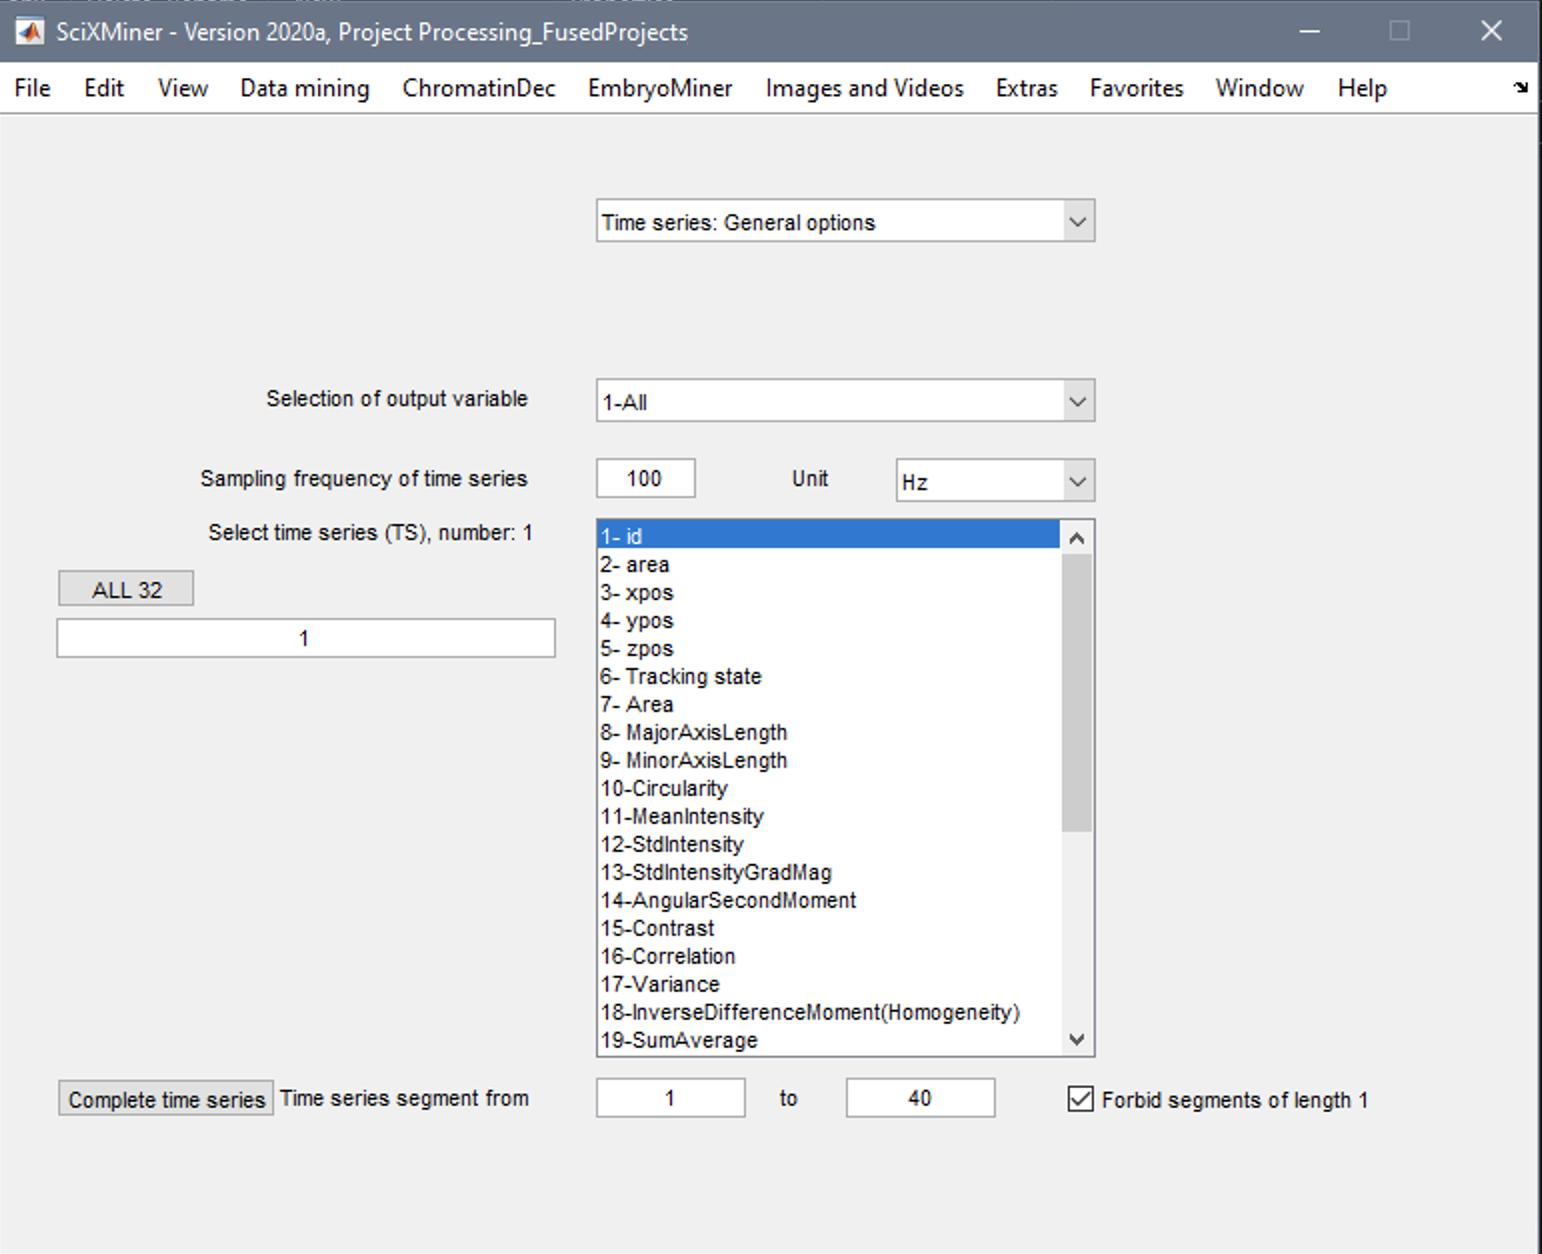 SciXMiner - Version 2020a, Project Processing_FusedProjects
File Edit View Data mining ChromatinDec EmbryoMiner Images and Videos Extras Favorites Window Help
Time series: General options
Selection of output variable 1-All
Sampling frequency of time series 100 Unit Hz
Select time series (TS), number: 1
ALL 32
1
1- id
2- area
3- xpos
4- ypos
5- zpos
6- Tracking state
7- Area
8- MajorAxisLength
9- MinorAxisLength
10-Circularity
11-MeanIntensity
12-StdIntensity
13-StdIntensityGradMag
14-AngularSecondMoment
15-Contrast
16-Correlation
17-Variance
18-InverseDifferenceMoment(Homogeneity)
19-SumAverage
Complete time series Time series segment from 1 to 40 Forbid segments of length 1